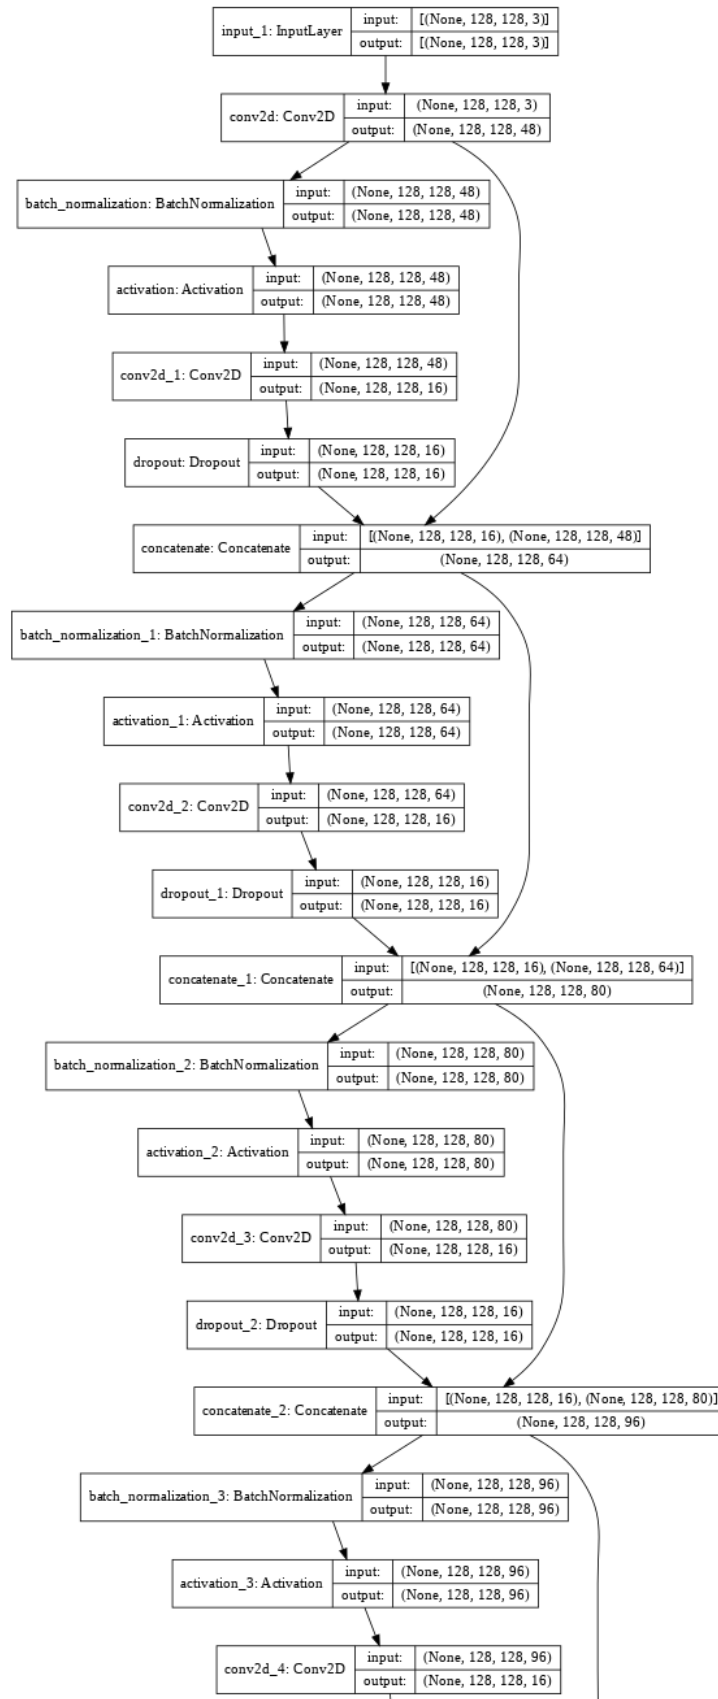 input_1: InputLayer
input: [(None, 128, 128, 3)]
output: [(None, 128, 128, 3)]
conv2d: Conv2D
input: (None, 128, 128, 3)
output: (None, 128, 128, 48)
batch_normalization: BatchNormalization
input: (None, 128, 128, 48)
output: (None, 128, 128, 48)
activation: Activation
input: (None, 128, 128, 48)
output: (None, 128, 128, 48)
conv2d_1: Conv2D
input: (None, 128, 128, 48)
output: (None, 128, 128, 16)
dropout: Dropout
input: (None, 128, 128, 16)
output: (None, 128, 128, 16)
concatenate: Concatenate
input: [(None, 128, 128, 16), (None, 128, 128, 48)]
output: (None, 128, 128, 64)
batch_normalization_1: BatchNormalization
input: (None, 128, 128, 64)
output: (None, 128, 128, 64)
activation_1: Activation
input: (None, 128, 128, 64)
output: (None, 128, 128, 64)
conv2d_2: Conv2D
input: (None, 128, 128, 64)
output: (None, 128, 128, 16)
dropout_1: Dropout
input: (None, 128, 128, 16)
output: (None, 128, 128, 16)
concatenate_1: Concatenate
input: [(None, 128, 128, 16), (None, 128, 128, 64)]
output: (None, 128, 128, 80)
batch_normalization_2: BatchNormalization
input: (None, 128, 128, 80)
output: (None, 128, 128, 80)
activation_2: Activation
input: (None, 128, 128, 80)
output: (None, 128, 128, 80)
conv2d_3: Conv2D
input: (None, 128, 128, 80)
output: (None, 128, 128, 16)
dropout_2: Dropout
input: (None, 128, 128, 16)
output: (None, 128, 128, 16)
concatenate_2: Concatenate
input: [(None, 128, 128, 16), (None, 128, 128, 80)]
output: (None, 128, 128, 96)
batch_normalization_3: BatchNormalization
input: (None, 128, 128, 96)
output: (None, 128, 128, 96)
activation_3: Activation
input: (None, 128, 128, 96)
output: (None, 128, 128, 96)
conv2d_4: Conv2D
input: (None, 128, 128, 96)
output: (None, 128, 128, 16)